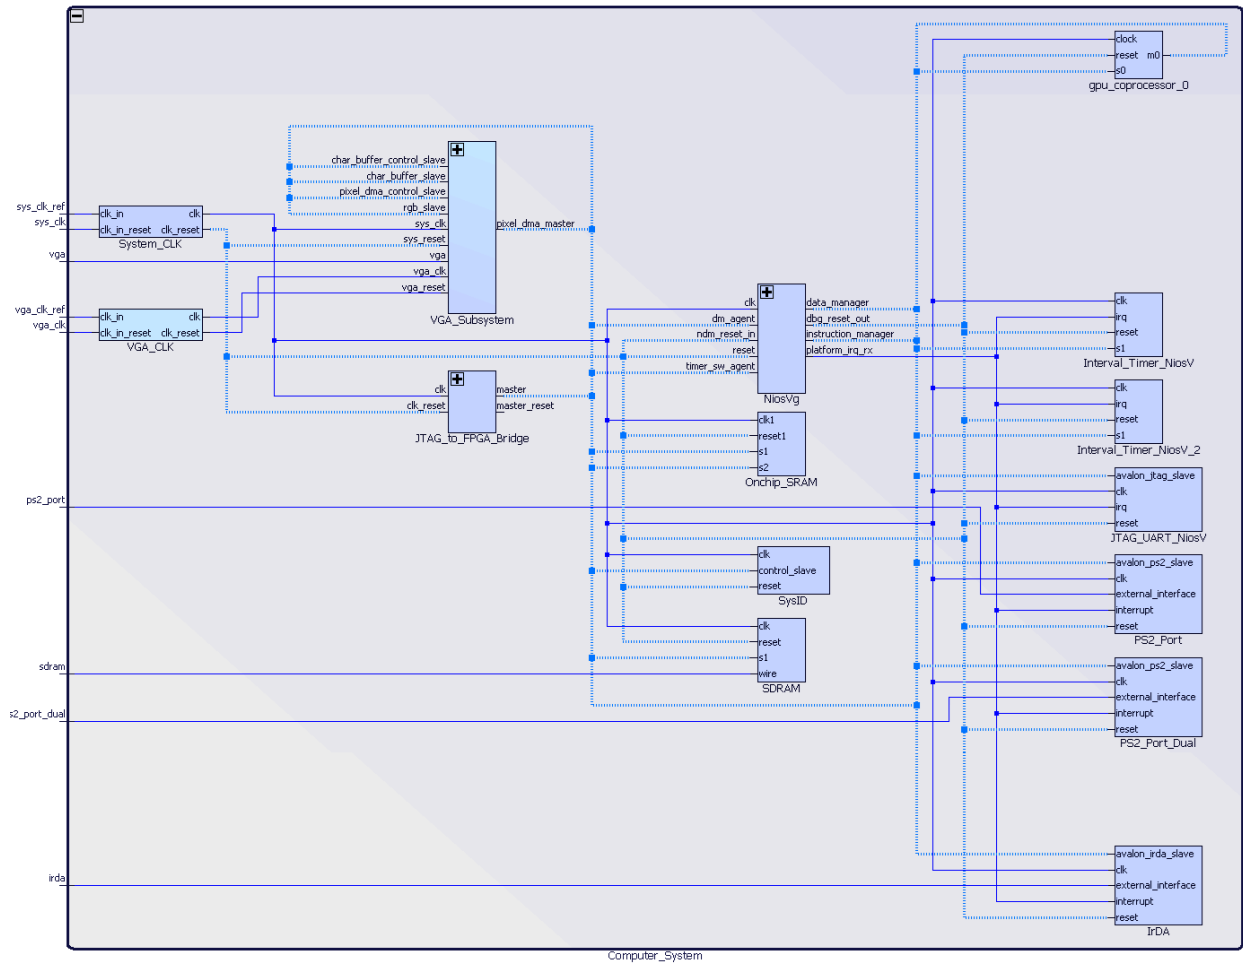 clock
reset m0
s0
gpu_coprocessor_0
char_buffer_control_slave
char_buffer_slave
pixel_dma_control_slave
rgb_slave
sys_clk
sys_reset
vga
vga_clk
vga_reset
pixel_dma_master
VGA_Subsystem
sys_clk_ref
sys_clk
vga
clk_in clk
clk_in_reset clk_reset
System_CLK
vga_clk_ref
vga_clk
clk_in clk
clk_in_reset clk_reset
VGA_CLK
clk
clk_reset
master
master_reset
JTAG_to_FPGA_Bridge
clk
dm_agent
ndm_reset_in
reset
timer_sw_agent
data_manager
dbg_reset_out
instruction_manager
platform_irq_rx
NiosVg
clk1
reset1
s1
s2
Onchip_SRAM
clk
control_slave
reset
SysID
clk
reset
s1
wire
SDRAM
clk
irq
reset
s1
Interval_Timer_NiosV
clk
irq
reset
s1
Interval_Timer_NiosV_2
avalon_jtag_slave
clk
irq
reset
JTAG_UART_NiosV
avalon_ps2_slave
clk
external_interface
interrupt
reset
PS2_Port
avalon_ps2_slave
clk
external_interface
interrupt
reset
PS2_Port_Dual
avalon_irda_slave
clk
external_interface
interrupt
reset
IrDA
ps2_port
sdram
s2_port_dual
irda
Computer_System